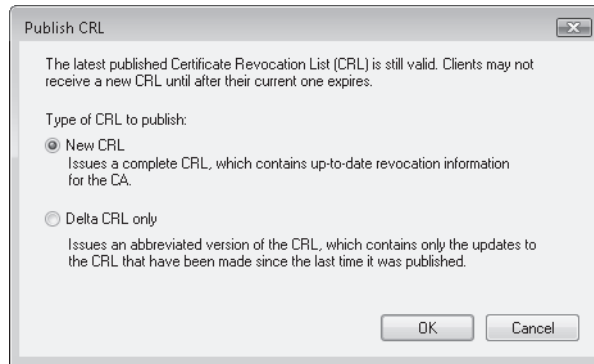 Publish CRL
The latest published Certificate Revocation List (CRL) is still valid. Clients may not
receive a new CRL until after their current one expires.
Type of CRL to publish:
New CRL
Issues a complete CRL, which contains up-to-date revocation information
for the CA.
Delta CRL only
Issues an abbreviated version of the CRL, which contains only the updates to
the CRL that have been made since the last time it was published.
OK Cancel